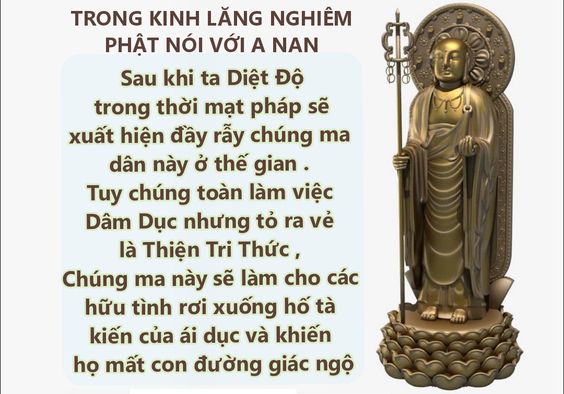 TRONG KINH LĂNG NGHIÊM
PHẬT NÓI VỚI A NAN
Sau khi ta Diệt Độ
trong thời mạt pháp sẽ
xuất hiện đầy rẫy chúng ma
dân này ở thế gian .
Tuy chúng toàn làm việc
Dâm Dục nhưng tỏ ra vẻ
là Thiện Tri Thức ,
Chúng ma này sẽ làm cho các
hữu tình rơi xuống hố tà
kiến của ái dục và khiến
họ mất con đường giác ngộ